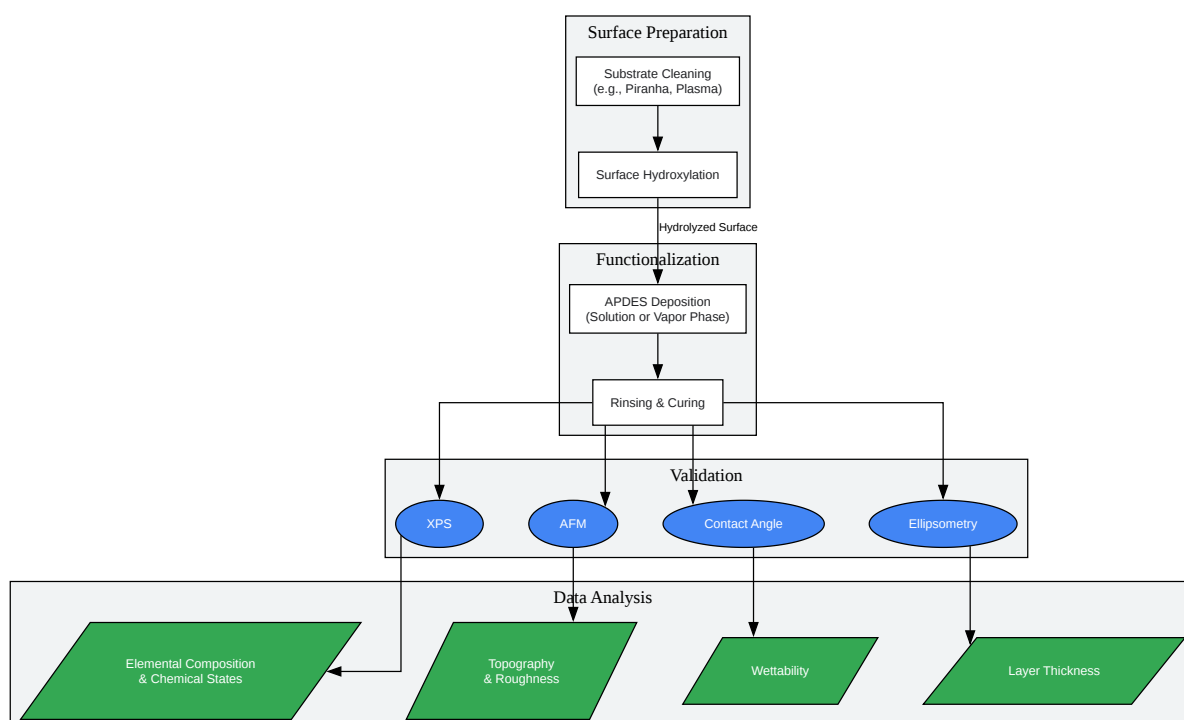 Surface Preparation
Substrate Cleaning
(e.g., Piranha, Plasma)
Surface Hydroxylation
Hydrolyzed Surface
Functionalization
APDES Deposition
(Solution or Vapor Phase)
Rinsing & Curing
Validation
XPS
AFM
Contact Angle
Ellipsometry
Data Analysis
Elemental Composition
& Chemical States
Topography
& Roughness
Wettability
Layer Thickness